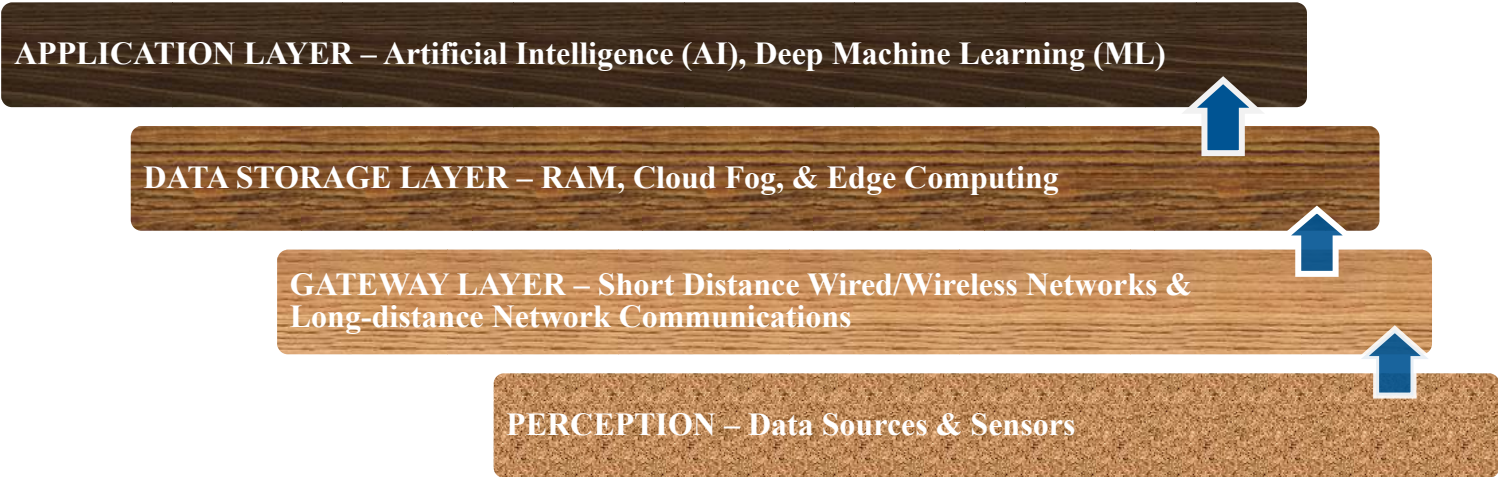 APPLICATION LAYER – Artificial Intelligence (AI), Deep Machine Learning (ML)
DATA STORAGE LAYER – RAM, Cloud Fog, & Edge Computing
GATEWAY LAYER – Short Distance Wired/Wireless Networks &
Long-distance Network Communications
PERCEPTION – Data Sources & Sensors